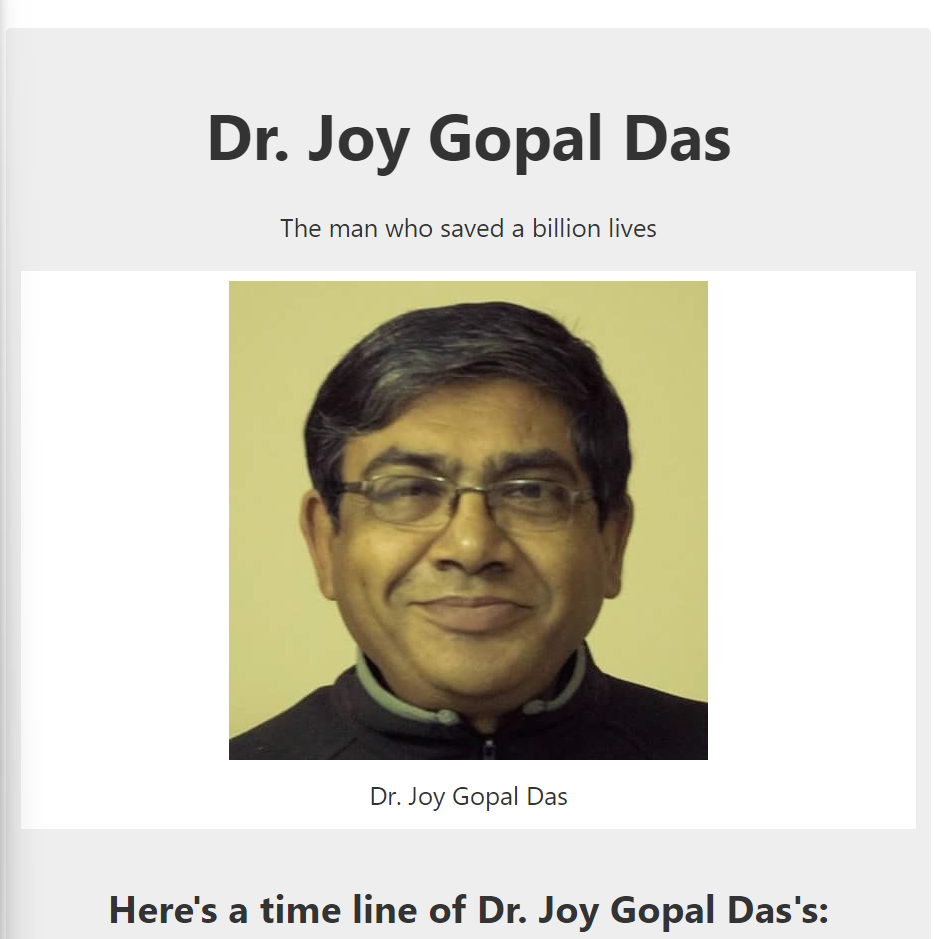 Dr. Joy Gopal Das
The man who saved a billion lives
Dr. Joy Gopal Das
Here's a time line of Dr. Joy Gopal Das's: